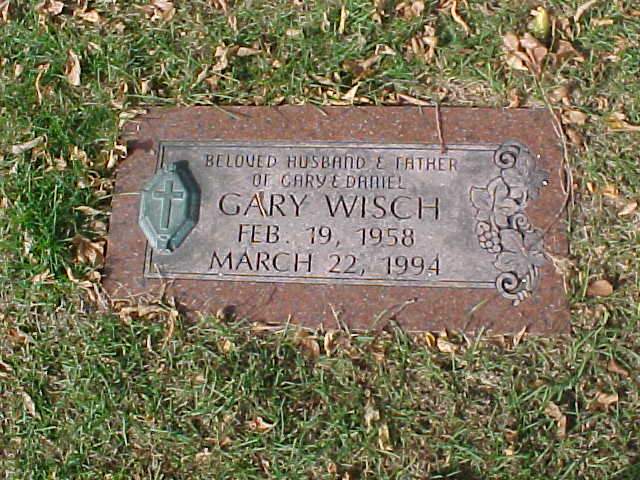 BELOVED HUSBAND & FATHER
OF GARY & DANIEL
GARY WISCH
FEB. 19, 1958
MARCH 22, 1994